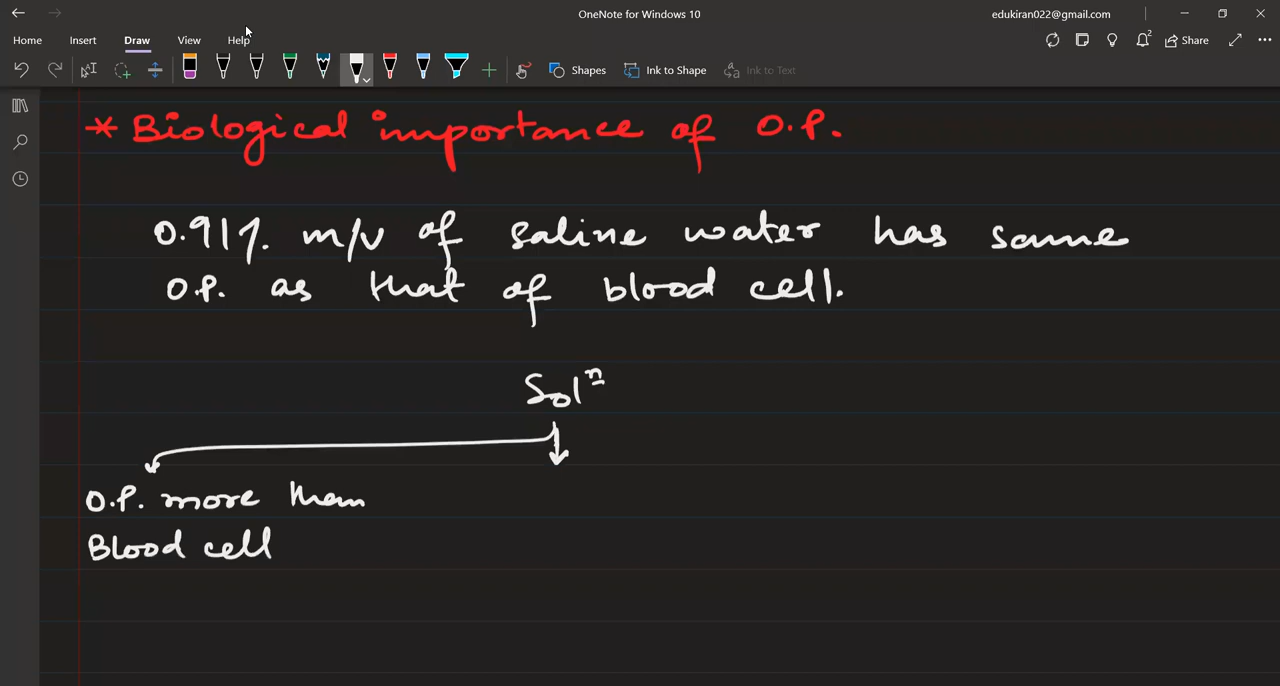 OneNote for Windows 10
edukiran022@gmail.com
Home Insert Draw View Help
Share
Shapes Ink to Shape Ink to Text
* Biological importance of O.P.
0.91% m/v of saline water has same
O.P. as that of blood cell.
Solⁿ
O.P. more than
Blood cell